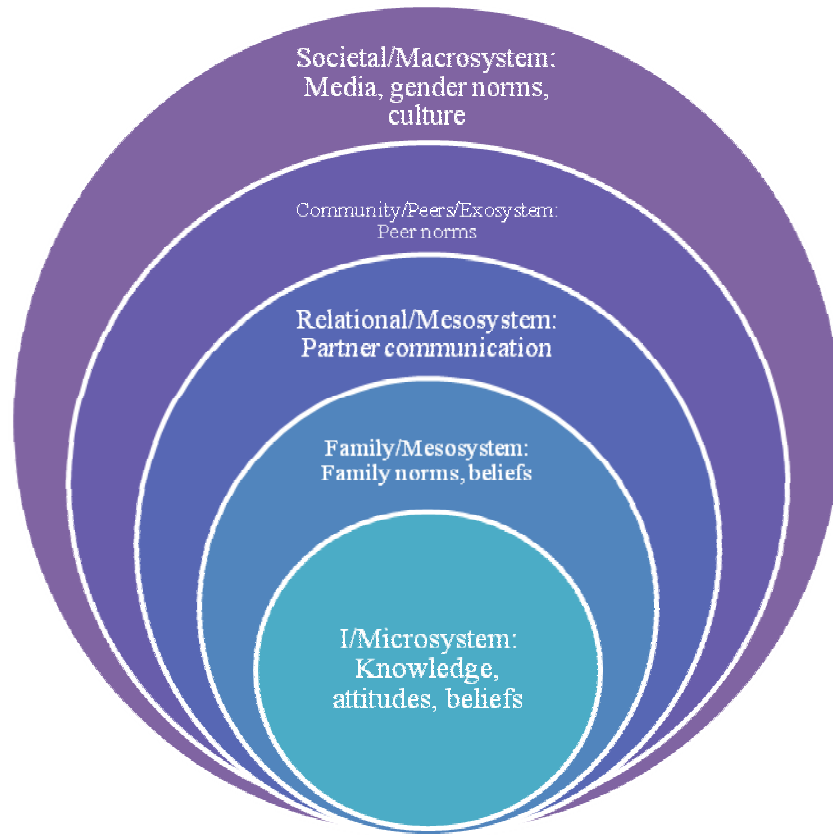 Societal/Macrosystem:
Media, gender norms,
culture
Community/Peers/Exosystem:
Peer norms
Relational/Mesosystem:
Partner communication
Family/Mesosystem:
Family norms, beliefs
I/Microsystem:
Knowledge,
attitudes, beliefs